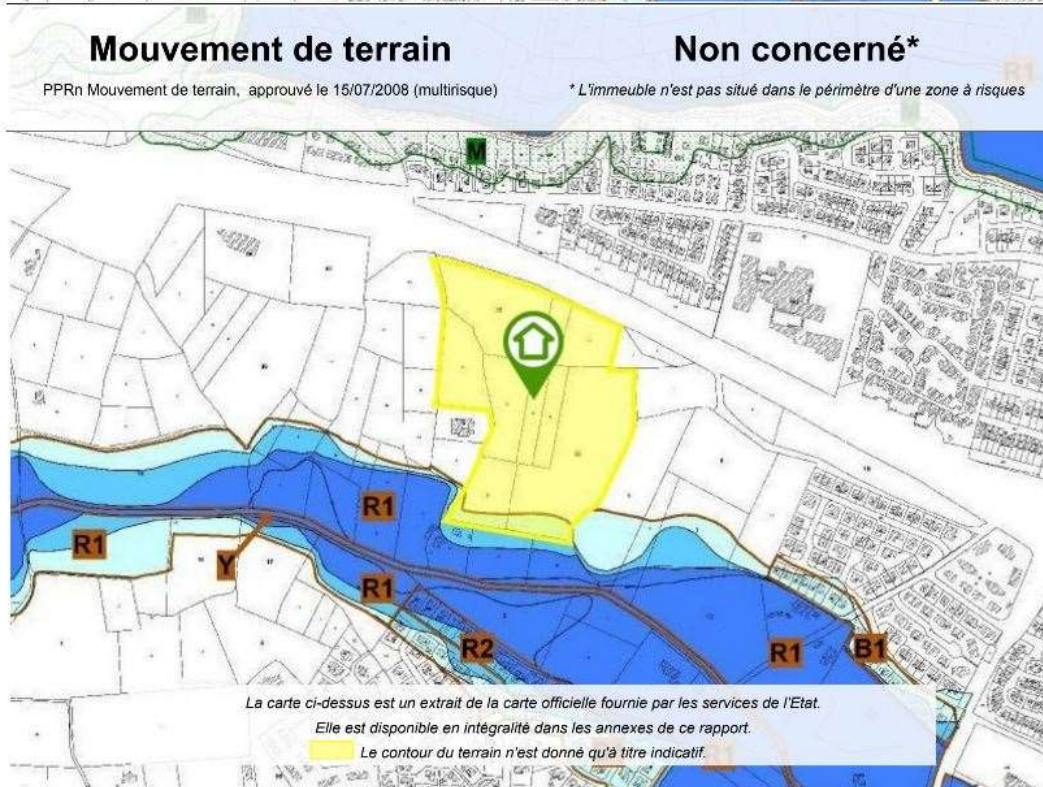 Mouvement de terrain
PPRn Mouvement de terrain, approuvé le 15/07/2008 (multirisque)
Non concerné*
* L'immeuble n'est pas situé dans le périmètre d'une zone à risques
R1
M
R1
R1
Y
R1
R2
R1
B1
La carte ci-dessus est un extrait de la carte officielle fournie par les services de l'Etat.
Elle est disponible en intégralité dans les annexes de ce rapport.
Le contour du terrain n'est donné qu'à titre indicatif.
R1